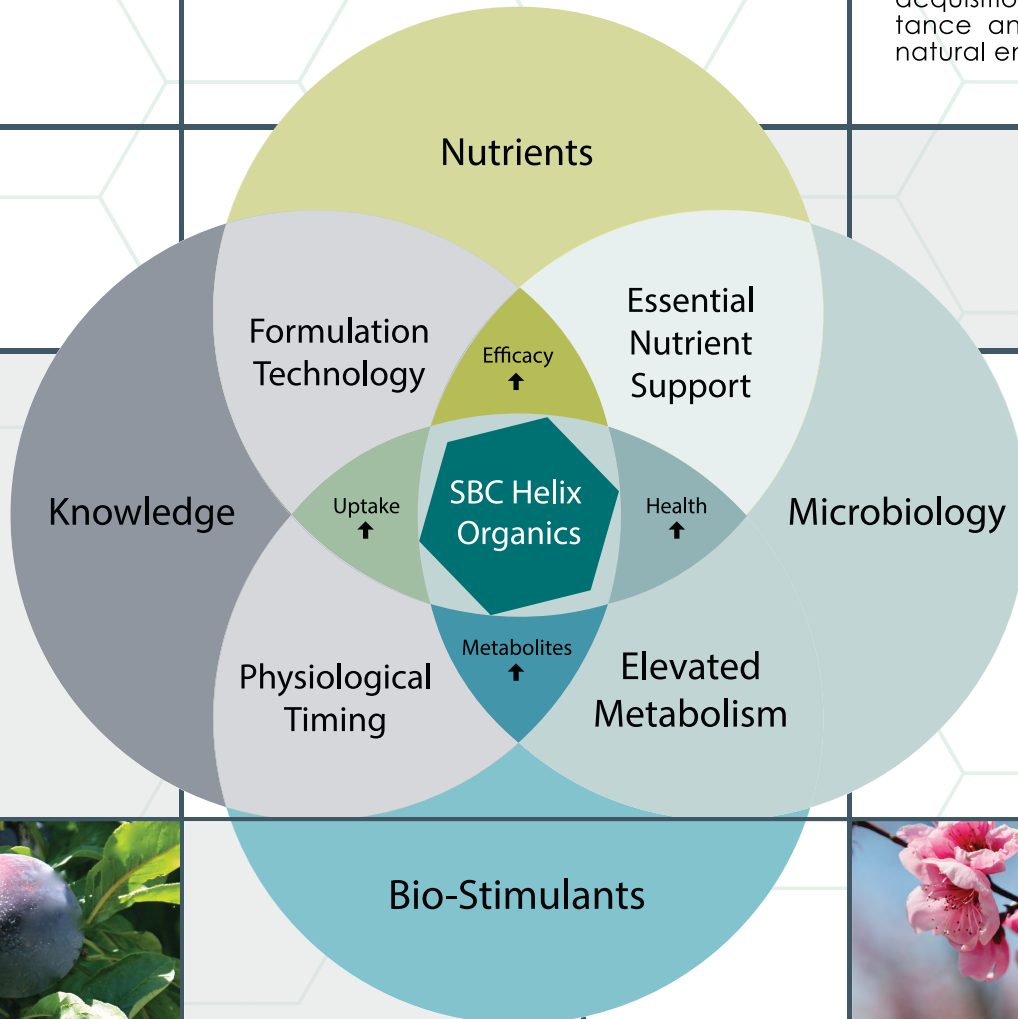 tance an
natural en
Nutrients
Formulation
Technology
Essential
Nutrient
Support
Efficacy
Knowledge
Uptake
SBC Helix
Organics
Health
Microbiology
Physiological
Timing
Metabolites
Elevated
Metabolism
Bio-Stimulants